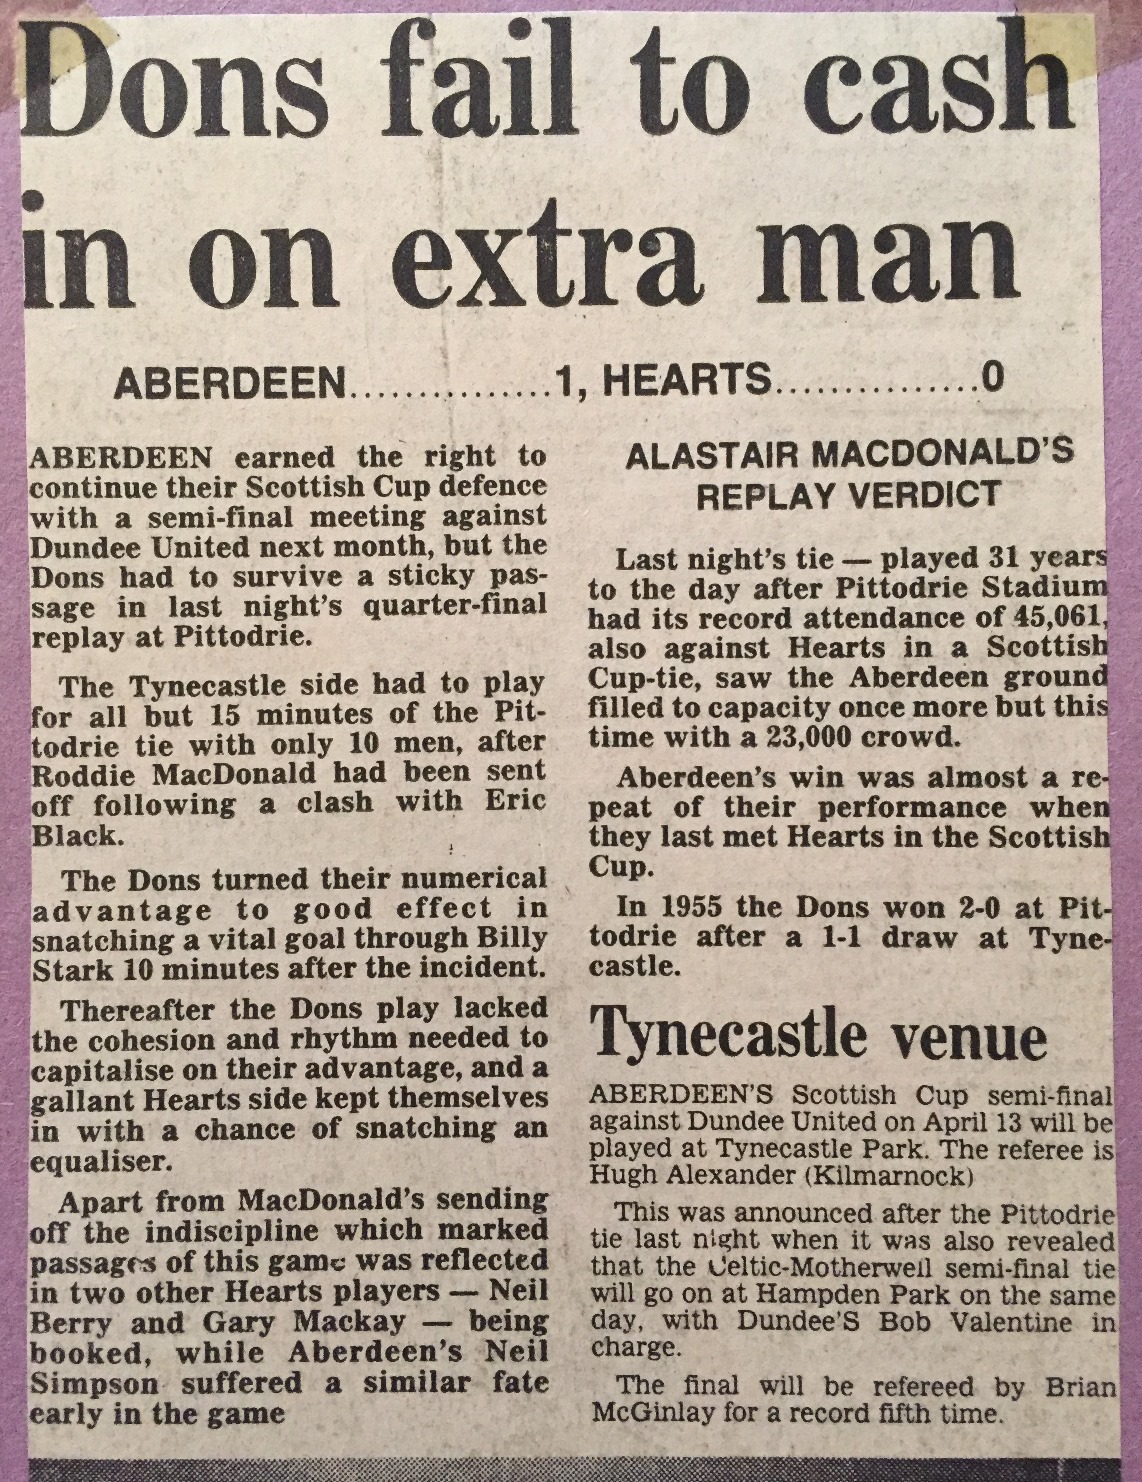 Dons fail to cash
in on extra man
ABERDEEN...............1, HEARTS...............0
ABERDEEN earned the right to
continue their Scottish Cup defence
with a semi-final meeting against
Dundee United next month, but the
Dons had to survive a sticky pas-
sage in last night's quarter-final
replay at Pittodrie.
The Tynecastle side had to play
for all but 15 minutes of the Pit-
todrie tie with only 10 men, after
Roddie MacDonald had been sent
off following a clash with Eric
Black.
The Dons turned their numerical
advantage to good effect in
snatching a vital goal through Billy
Stark 10 minutes after the incident.
Thereafter the Dons play lacked
the cohesion and rhythm needed to
capitalise on their advantage, and a
gallant Hearts side kept themselves
in with a chance of snatching an
equaliser.
Apart from MacDonald's sending
off the indiscipline which marked
passages of this game was reflected
in two other Hearts players — Neil
Berry and Gary Mackay — being
booked, while Aberdeen's Neil
Simpson suffered a similar fate
early in the game
ALASTAIR MACDONALD'S
REPLAY VERDICT
Last night's tie — played 31 years
to the day after Pittodrie Stadium
had its record attendance of 45,061,
also against Hearts in a Scottish
Cup-tie, saw the Aberdeen ground
filled to capacity once more but this
time with a 23,000 crowd.
Aberdeen's win was almost a re-
peat of their performance when
they last met Hearts in the Scottish
Cup.
In 1955 the Dons won 2-0 at Pit-
todrie after a 1-1 draw at Tyne-
castle.
Tynecastle venue
ABERDEEN'S Scottish Cup semi-final
against Dundee United on April 13 will be
played at Tynecastle Park. The referee is
Hugh Alexander (Kilmarnock)
This was announced after the Pittodrie
tie last night when it was also revealed
that the Celtic-Motherwell semi-final tie
will go on at Hampden Park on the same
day, with Dundee'S Bob Valentine in
charge.
The final will be refereed by Brian
McGinlay for a record fifth time.